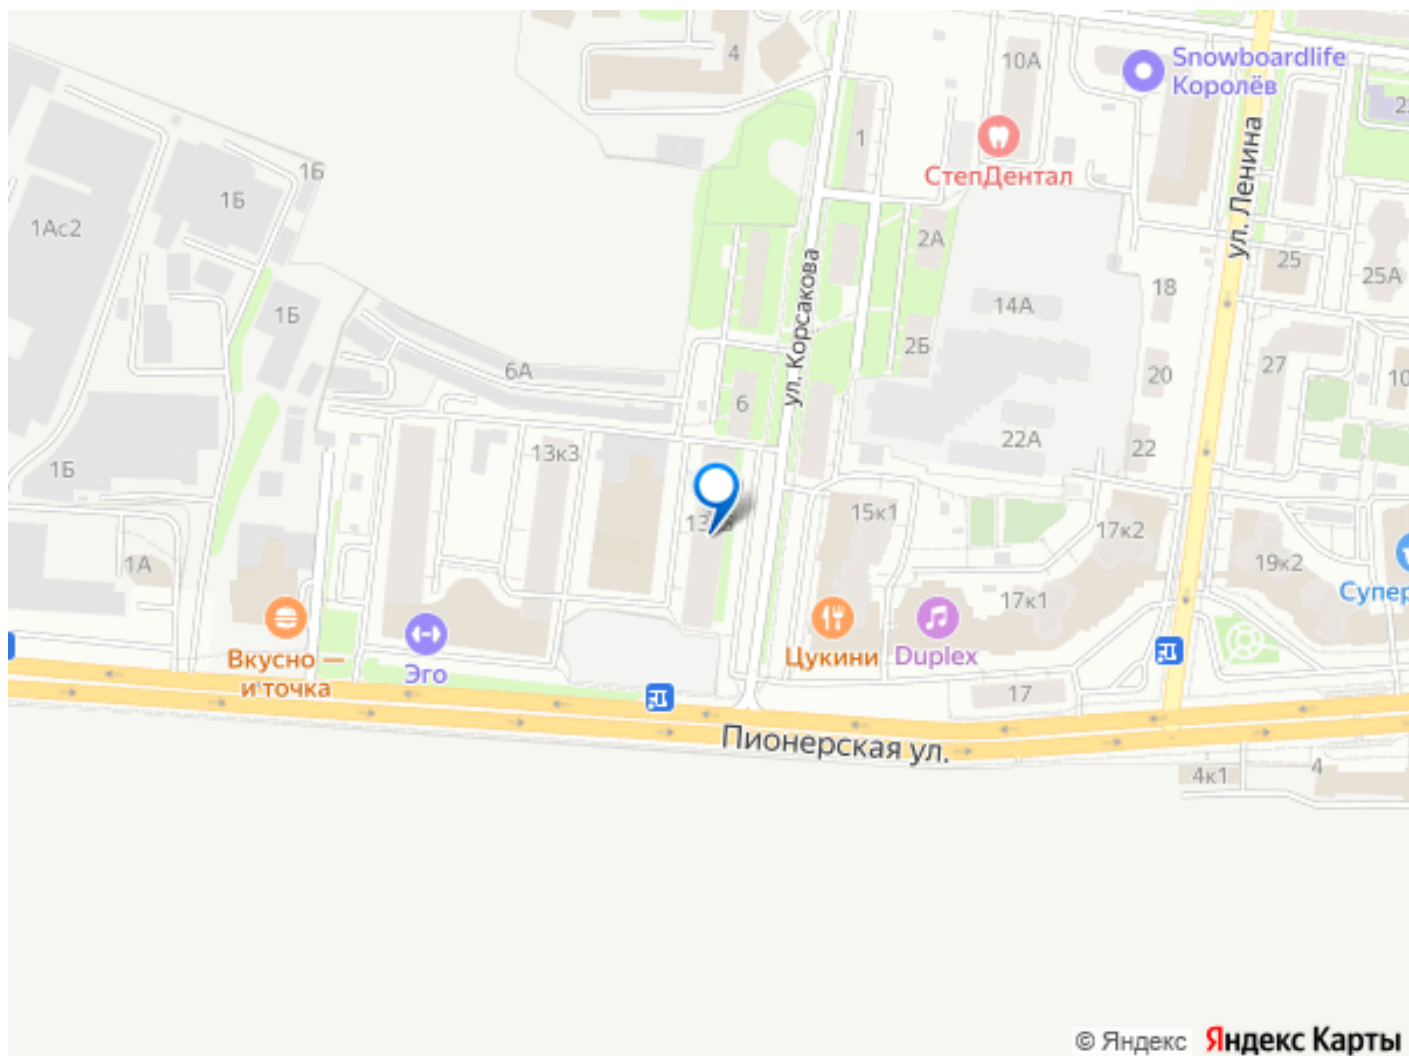 4
10А
Snowboardlife
Королёв
1
СтепДентал
ул. Ленина
1Б
1Б
1Ас2
2А
25
25А
ул. Корсакова
18
14А
1Б
2Б
27
6А
20
10
6
22А
22
13к3
1Б
15к1
17к2
1А
19к2
17к1
Супер
Вкусно —
и точка
Эго
Цукини
Duplex
17
Пионерская ул.
4к1
4
© Яндекс
Яндекс Карты